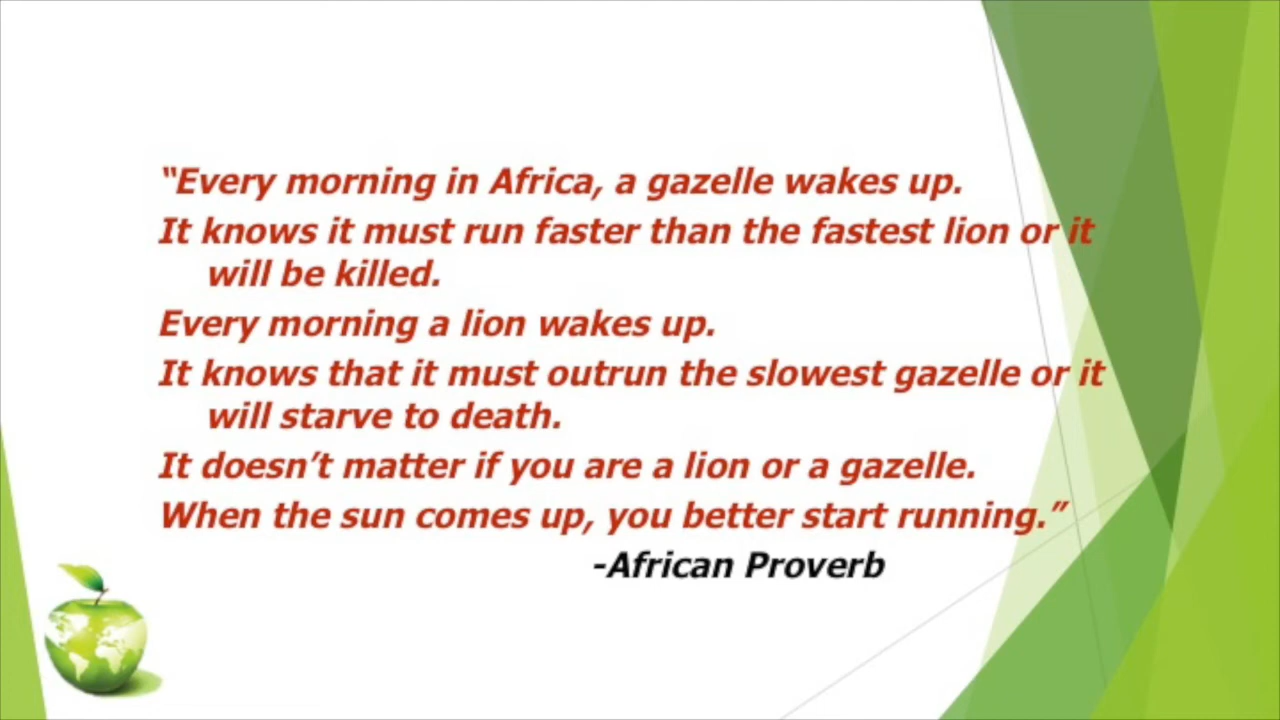 “Every morning in Africa, a gazelle wakes up.
It knows it must run faster than the fastest lion or it
will be killed.
Every morning a lion wakes up.
It knows that it must outrun the slowest gazelle or it
will starve to death.
It doesn’t matter if you are a lion or a gazelle.
When the sun comes up, you better start running.”
-African Proverb